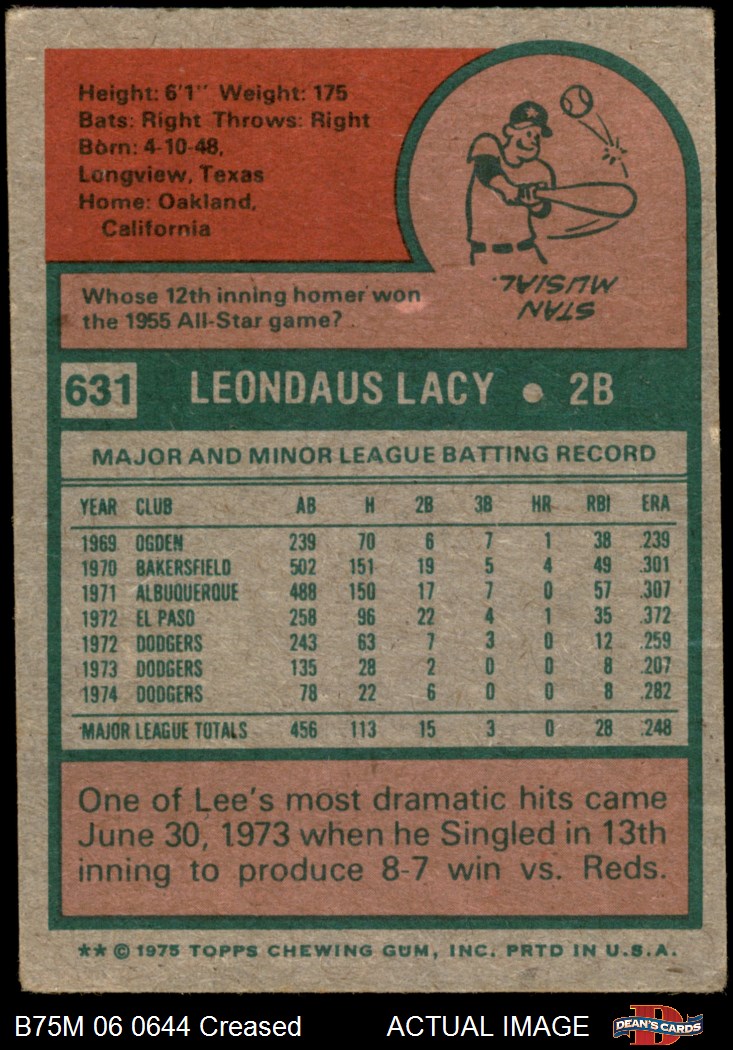 Height: 6'1" Weight: 175
Bats: Right Throws: Right
Born: 4-10-48,
Longview, Texas
Home: Oakland,
California
Whose 12th inning homer won
the 1955 All-Star game?
STAN
MUSIAL.
631 LEONDAUS LACY • 2B
MAJOR AND MINOR LEAGUE BATTING RECORD
YEAR CLUB AB H 2B 3B HR RBI ERA
1969 OGDEN 239 70 6 7 1 38 .239
1970 BAKERSFIELD 502 151 19 5 4 49 .301
1971 ALBUQUERQUE 488 150 17 7 0 57 .307
1972 EL PASO 258 96 22 4 1 35 .372
1972 DODGERS 243 63 7 3 0 12 .259
1973 DODGERS 135 28 2 0 0 8 .207
1974 DODGERS 78 22 6 0 0 8 .282
MAJOR LEAGUE TOTALS 456 113 15 3 0 28 .248
One of Lee's most dramatic hits came
June 30, 1973 when he Singled in 13th
inning to produce 8-7 win vs. Reds.
** © 1975 TOPPS CHEWING GUM, INC. PRTD IN U.S.A.
B75M 06 0644 Creased ACTUAL IMAGE D DEAN'S CARDS